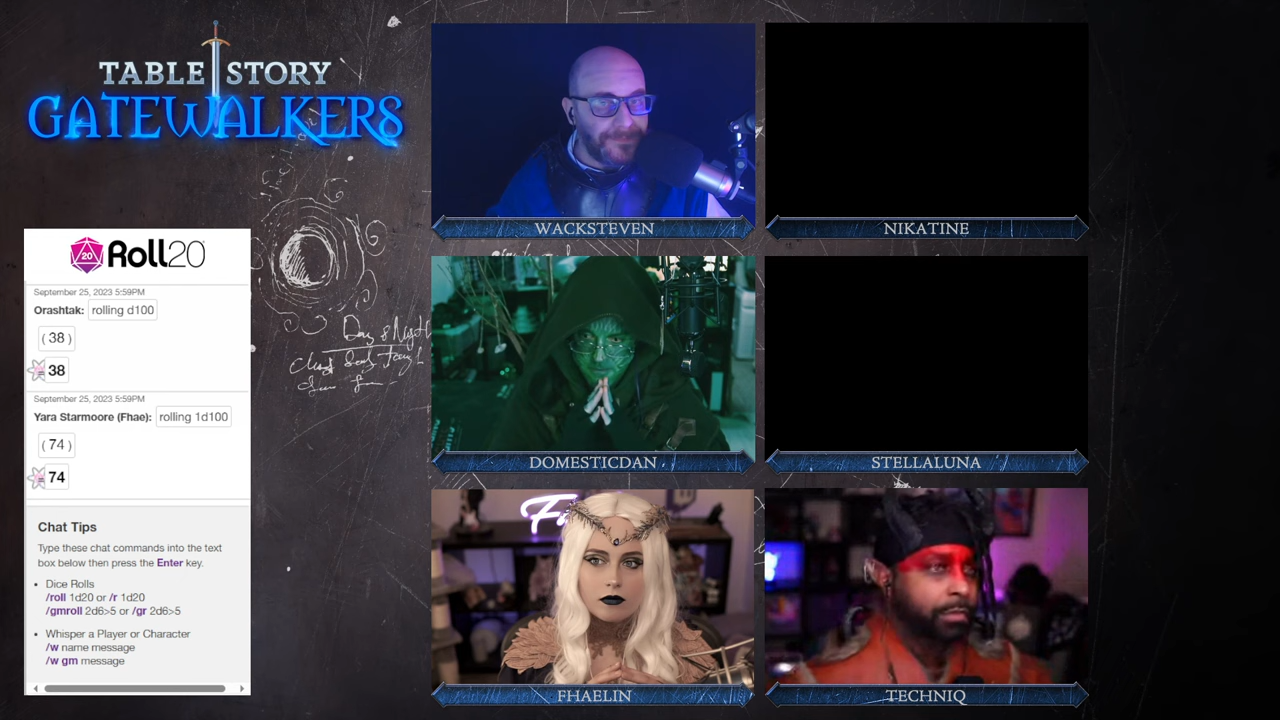 TABLE STORY
GATEWALKERS
Roll20
September 25, 2023 5:59PM
Orashtak: rolling d100
( 38 )
38
September 25, 2023 5:59PM
Yara Starmoore (Fhae): rolling 1d100
( 74 )
74
Chat Tips
Type these chat commands into the text
box below then press the Enter key.
• Dice Rolls
/roll 1d20 or /r 1d20
/gmroll 2d6>5 or /gr 2d6>5
• Whisper a Player or Character
/w name message
/w gm message
Day & Night
WACKSTEVEN
NIKATINE
DOMESTICDAN
STELLALUNA
FHAELIN
TECHNIQ